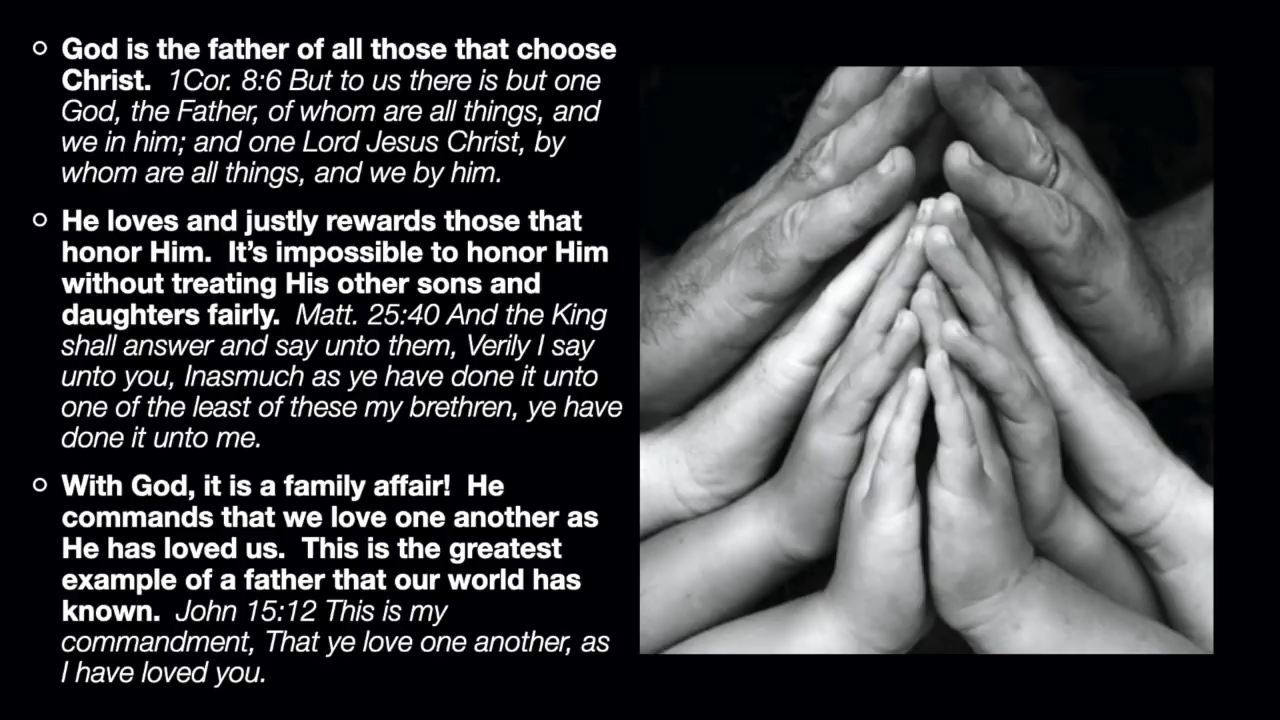 God is the father of all those that choose
Christ.  1Cor. 8:6 But to us there is but one
God, the Father, of whom are all things, and
we in him; and one Lord Jesus Christ, by
whom are all things, and we by him.
He loves and justly rewards those that
honor Him.  It’s impossible to honor Him
without treating His other sons and
daughters fairly.  Matt. 25:40 And the King
shall answer and say unto them, Verily I say
unto you, Inasmuch as ye have done it unto
one of the least of these my brethren, ye have
done it unto me.
With God, it is a family affair!  He
commands that we love one another as
He has loved us.  This is the greatest
example of a father that our world has
known.  John 15:12 This is my
commandment, That ye love one another, as
I have loved you.